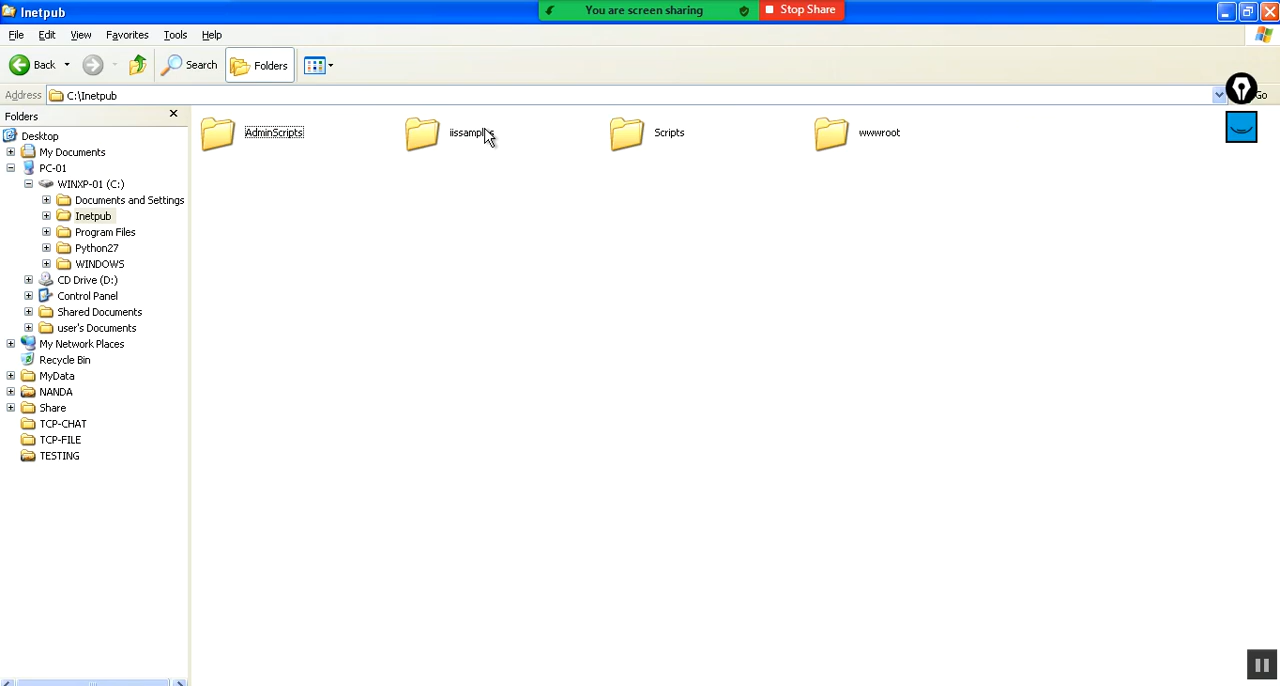 Inetpub
You are screen sharing
Stop Share
File Edit View Favorites Tools Help
Back Search Folders
Address C:\Inetpub Go
Folders
Desktop
My Documents
PC-01
WINXP-01 (C:)
Documents and Settings
Inetpub
Program Files
Python27
WINDOWS
CD Drive (D:)
Control Panel
Shared Documents
user's Documents
My Network Places
Recycle Bin
MyData
NANDA
Share
TCP-CHAT
TCP-FILE
TESTING
AdminScripts
iissamples
Scripts
wwwroot